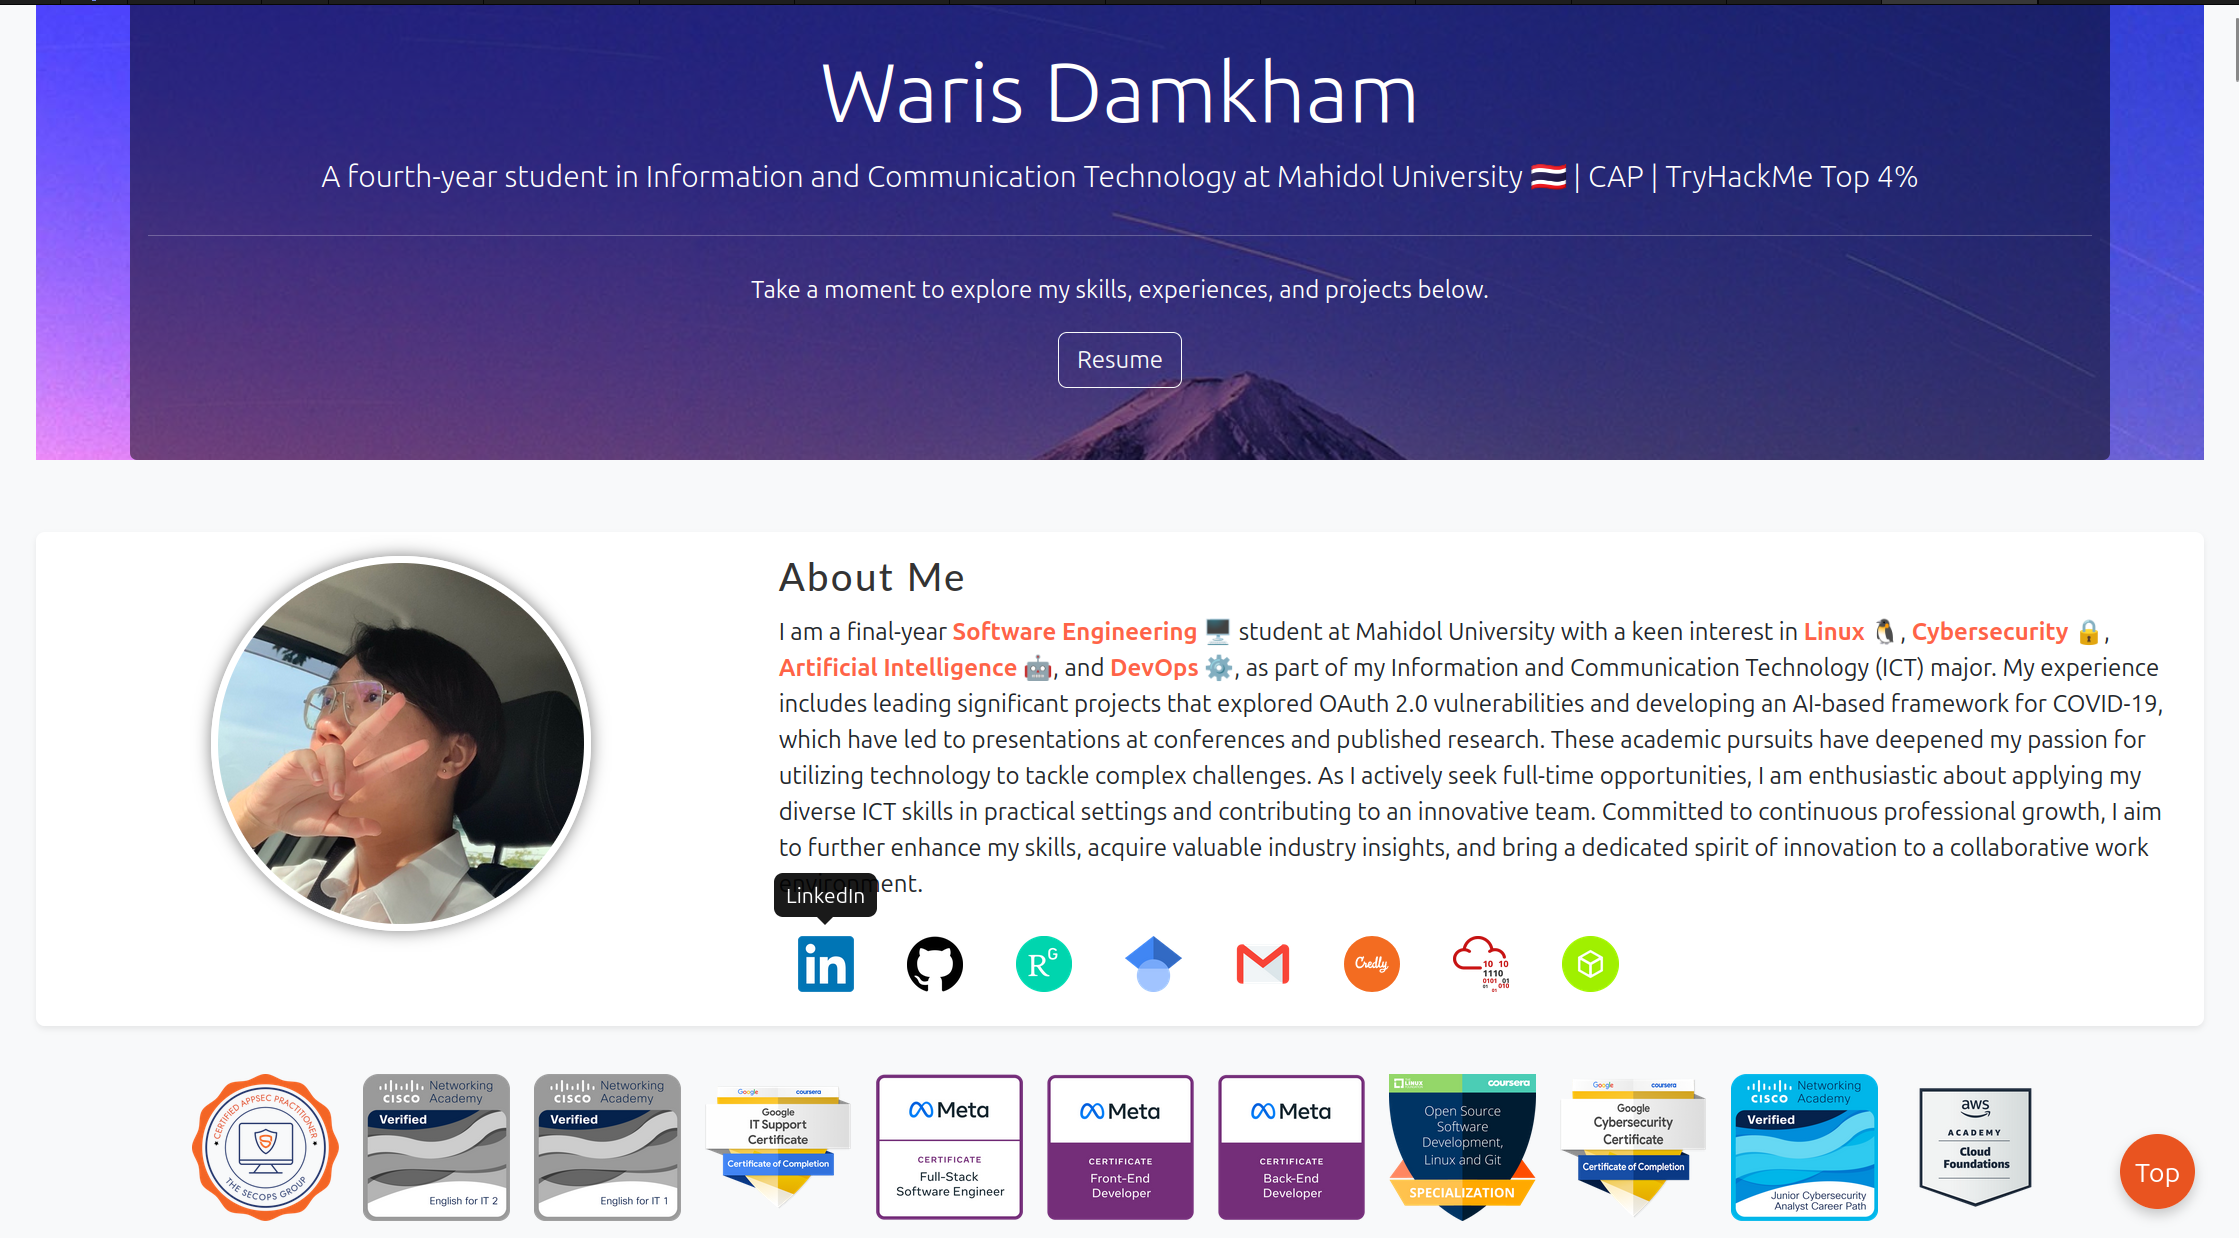 Waris Damkham
A fourth-year student in Information and Communication Technology at Mahidol University 🇹🇭 | CAP | TryHackMe Top 4%
Take a moment to explore my skills, experiences, and projects below.
Resume
About Me
I am a final-year Software Engineering 🖥️ student at Mahidol University with a keen interest in Linux 🐧, Cybersecurity 🔒,
Artificial Intelligence 🤖, and DevOps ⚙️, as part of my Information and Communication Technology (ICT) major. My experience
includes leading significant projects that explored OAuth 2.0 vulnerabilities and developing an AI-based framework for COVID-19,
which have led to presentations at conferences and published research. These academic pursuits have deepened my passion for
utilizing technology to tackle complex challenges. As I actively seek full-time opportunities, I am enthusiastic about applying my
diverse ICT skills in practical settings and contributing to an innovative team. Committed to continuous professional growth, I aim
to further enhance my skills, acquire valuable industry insights, and bring a dedicated spirit of innovation to a collaborative work
environment.
LinkedIn
in
RG
Credly
10 10
1110
0101 01
01 010
01
CERTIFIED APPSEC PRACTITIONER
THE SECOPS GROUP
CISCO Networking Academy
Verified
English for IT 2
CISCO Networking Academy
Verified
English for IT 1
Google coursera
Google
IT Support
Certificate
Certificate of Completion
Meta
CERTIFICATE
Full-Stack
Software Engineer
Meta
CERTIFICATE
Front-End
Developer
Meta
CERTIFICATE
Back-End
Developer
LINUX coursera
Open Source
Software
Development,
Linux and Git
SPECIALIZATION
Google coursera
Google
Cybersecurity
Certificate
Certificate of Completion
CISCO Networking Academy
Verified
Junior Cybersecurity
Analyst Career Path
aws
ACADEMY
Cloud
Foundations
Top